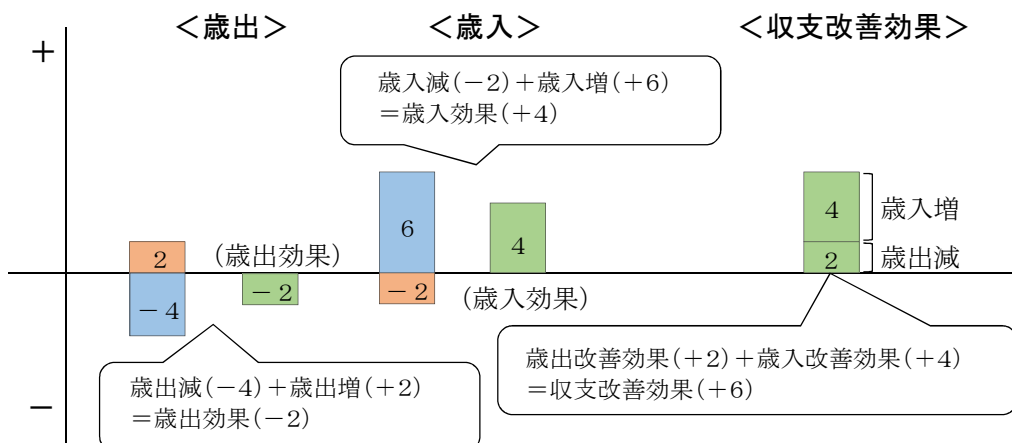 ＜歳出＞
＜歳入＞
＜収支改善効果＞
＋
歳入減(－2)＋歳入増(＋6)
＝歳入効果(＋4)
6
4
4
歳入増
2
(歳出効果)
2
歳出減
－4
－2
－2
(歳入効果)
歳出減(－4)＋歳出増(＋2)
＝歳出効果(－2)
歳出改善効果(＋2)＋歳入改善効果(＋4)
＝収支改善効果(＋6)
－